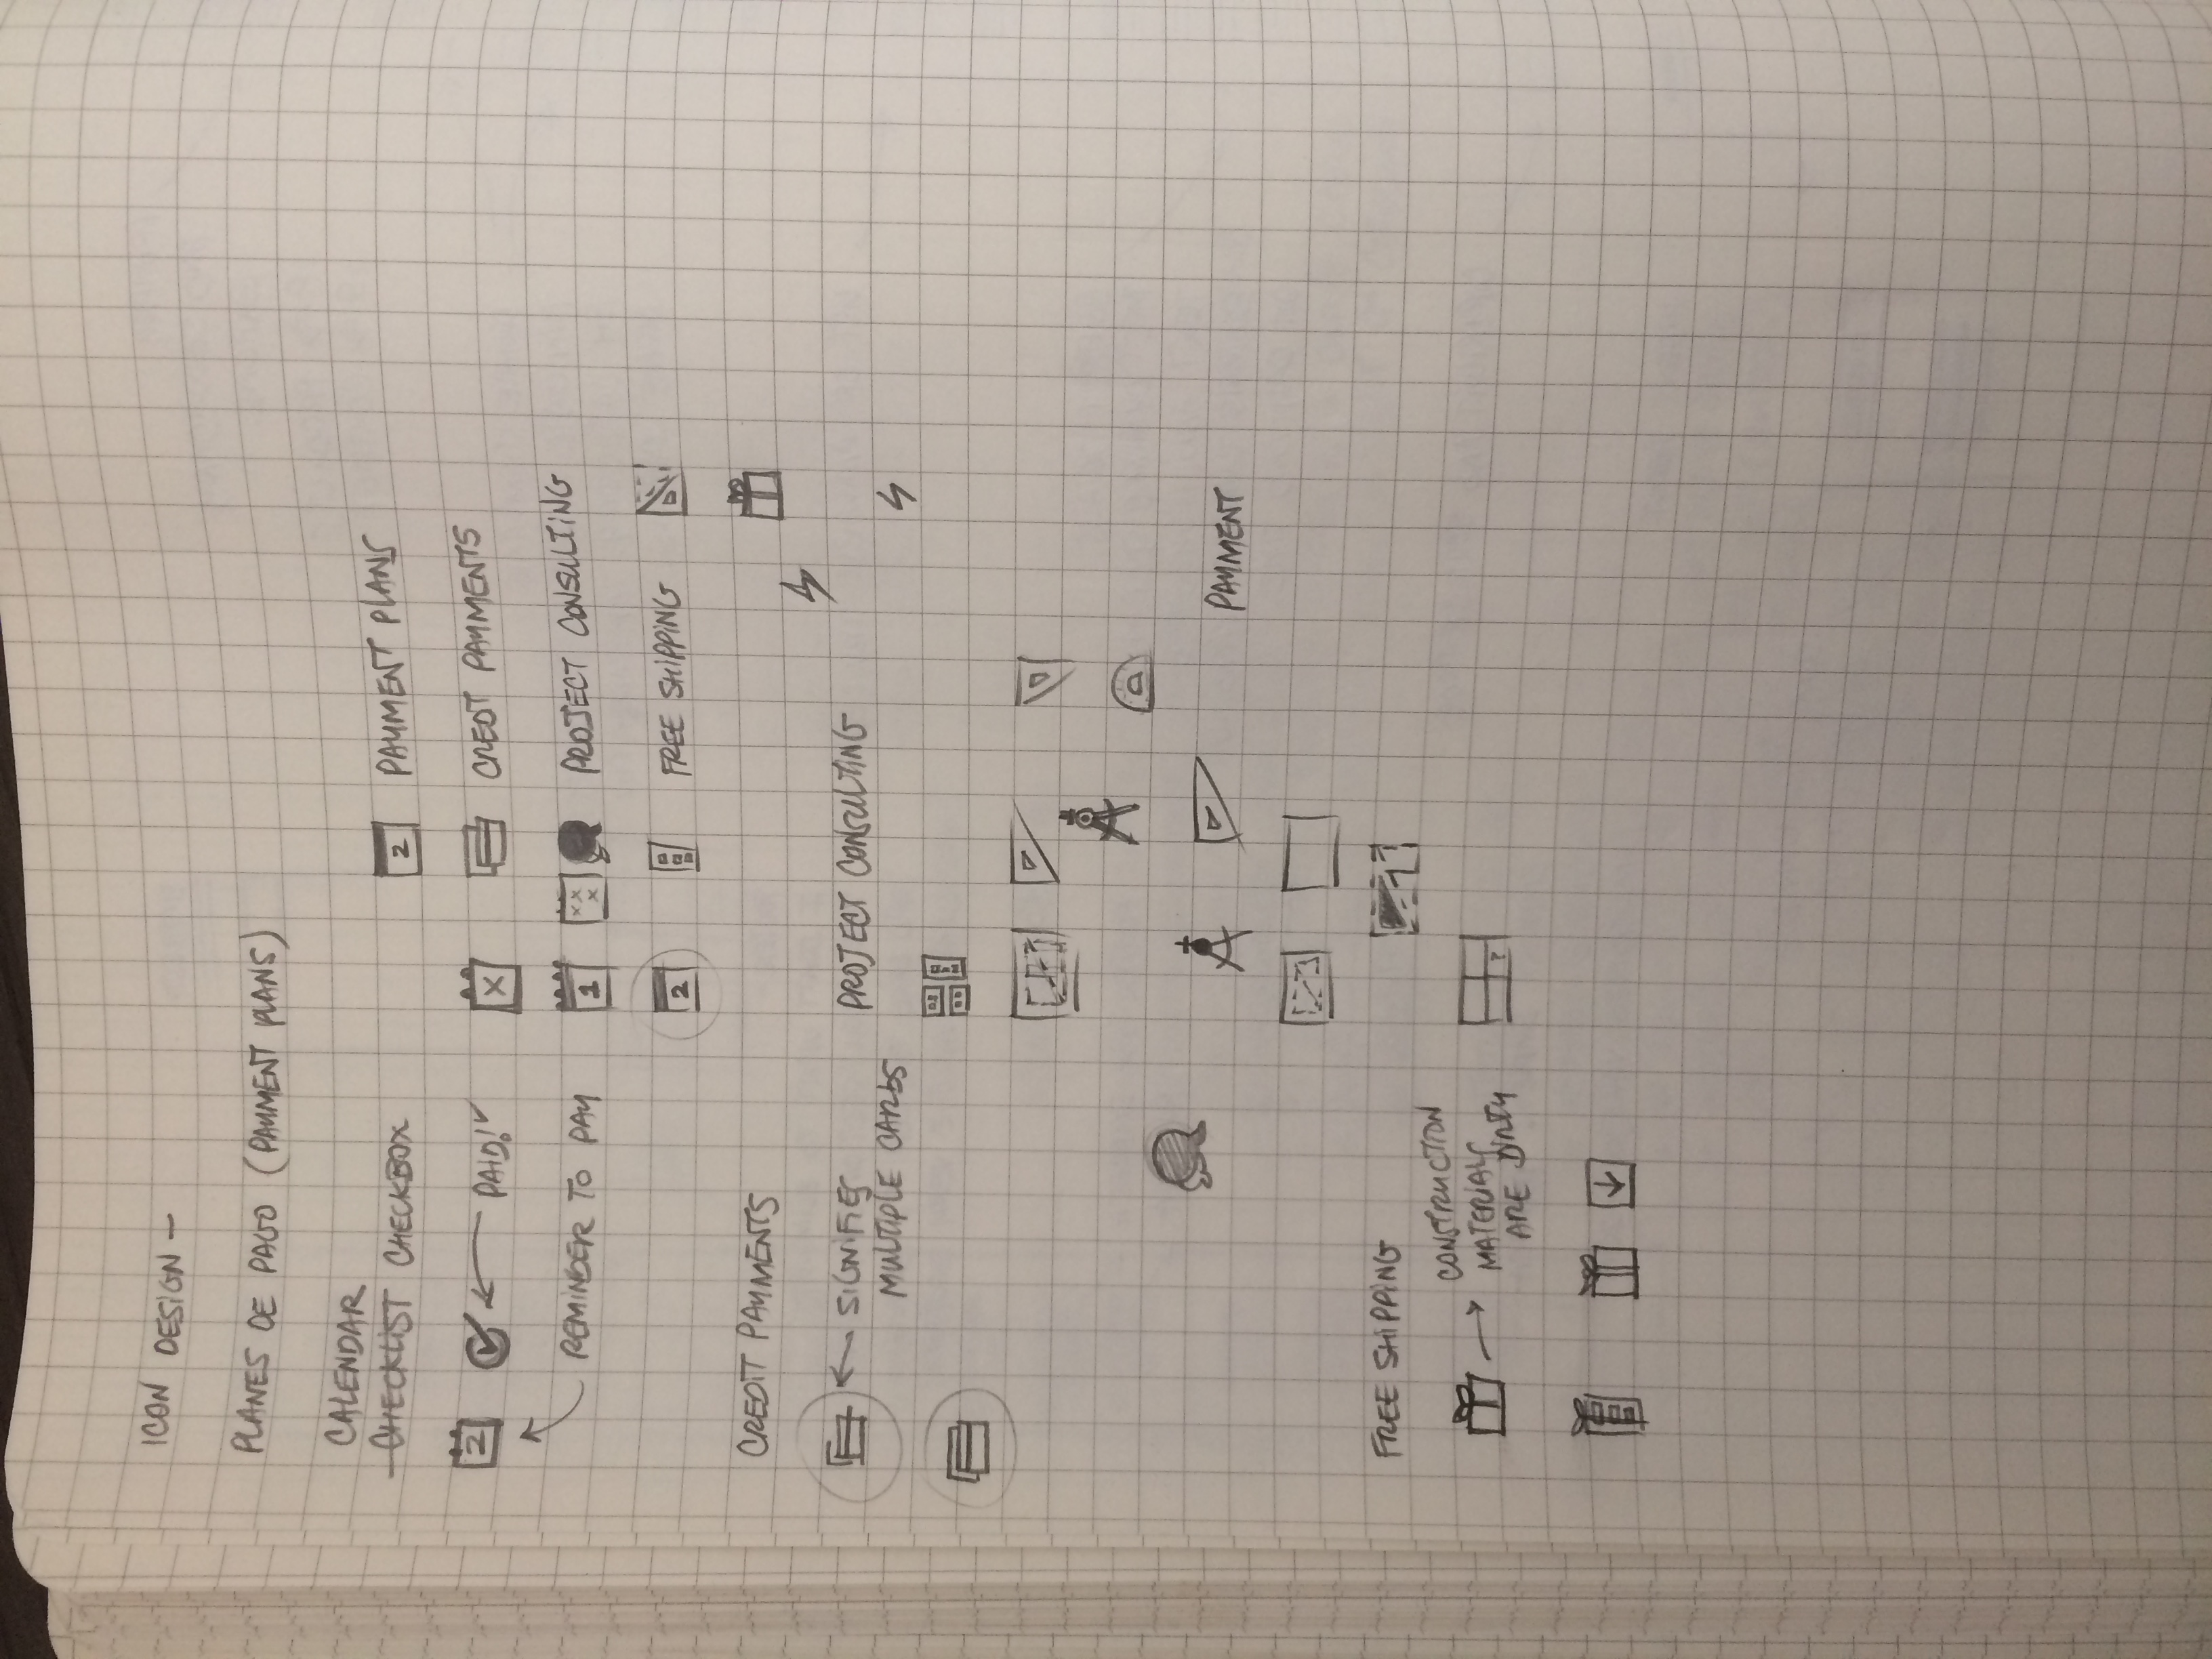 ICON DESIGN —
PLANES DE PAGO (PAYMENT PLANS)
CALENDAR
CHECKLIST CHECKBOX
2
PAID!
REMINDER TO PAY
X
1
2
2 PAYMENT PLANS
CREDT PAYMENTS
X X
X
PROJECT CONSULTING
FREE SHIPPING
CREDIT PAYMENTS
SIGNIFIES
MULTIPLE CARDS
PROJECT CONSULTING
PAYMENT
FREE SHIPPING
CONSTRUCTION
MATERIALS
ARE DIRTY
?